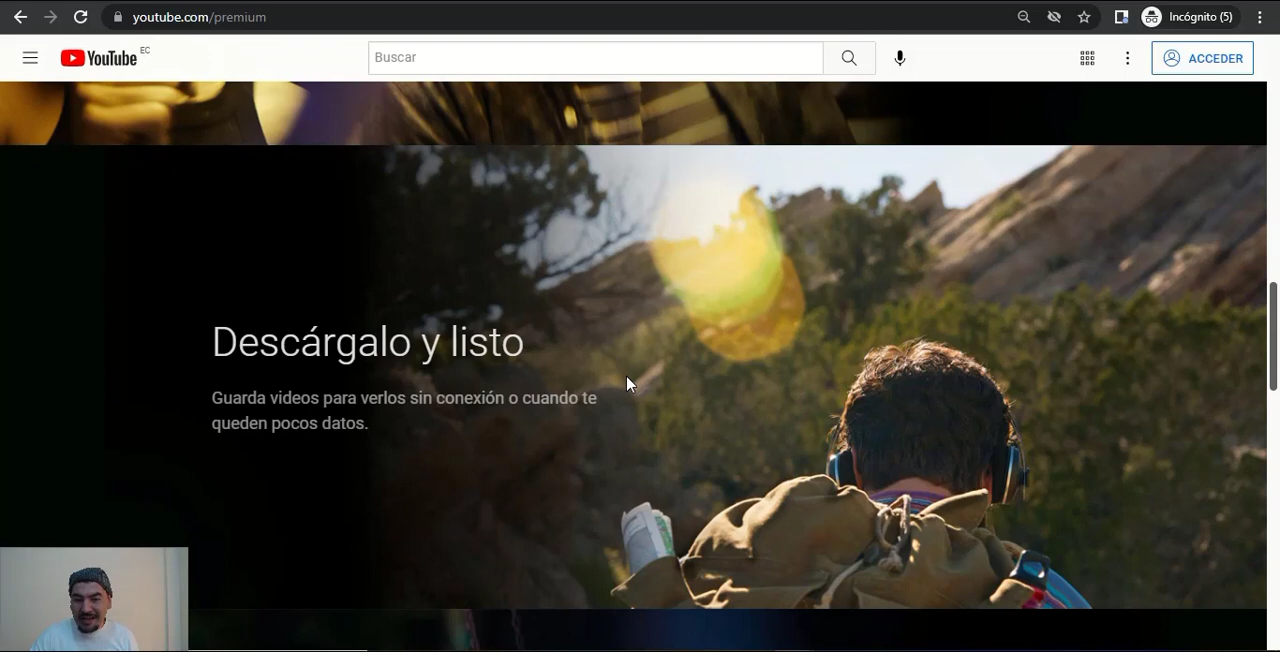 youtube.com/premium
Incógnito (5)
YouTube EC
Buscar
ACCEDER
Descárgalo y listo
Guarda videos para verlos sin conexión o cuando te
queden pocos datos.